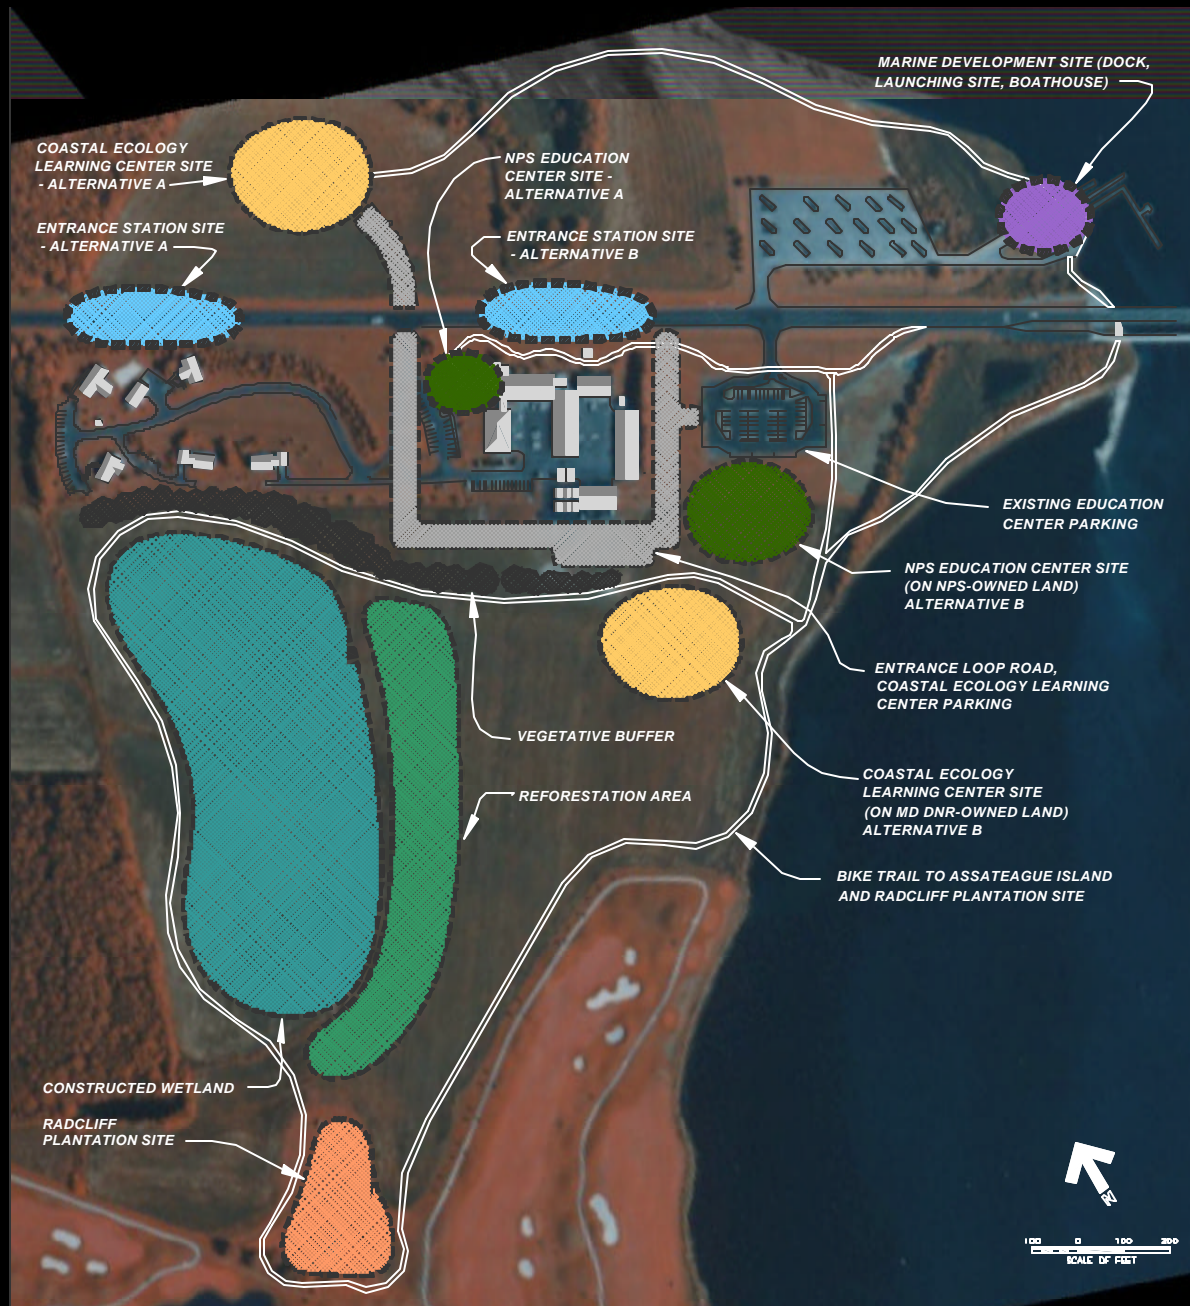 MARINE DEVELOPMENT SITE (DOCK,
LAUNCHING SITE, BOATHOUSE)
COASTAL ECOLOGY
LEARNING CENTER SITE
- ALTERNATIVE A
NPS EDUCATION
CENTER SITE -
ALTERNATIVE A
ENTRANCE STATION SITE
- ALTERNATIVE A
ENTRANCE STATION SITE
- ALTERNATIVE B
EXISTING EDUCATION
CENTER PARKING
NPS EDUCATION CENTER SITE
(ON NPS-OWNED LAND)
ALTERNATIVE B
ENTRANCE LOOP ROAD,
COASTAL ECOLOGY LEARNING
CENTER PARKING
VEGETATIVE BUFFER
REFORESTATION AREA
COASTAL ECOLOGY
LEARNING CENTER SITE
(ON MD DNR-OWNED LAND)
ALTERNATIVE B
BIKE TRAIL TO ASSATEAGUE ISLAND
AND RADCLIFF PLANTATION SITE
CONSTRUCTED WETLAND
RADCLIFF
PLANTATION SITE
N
100 0 100 200
SCALE OF FEET